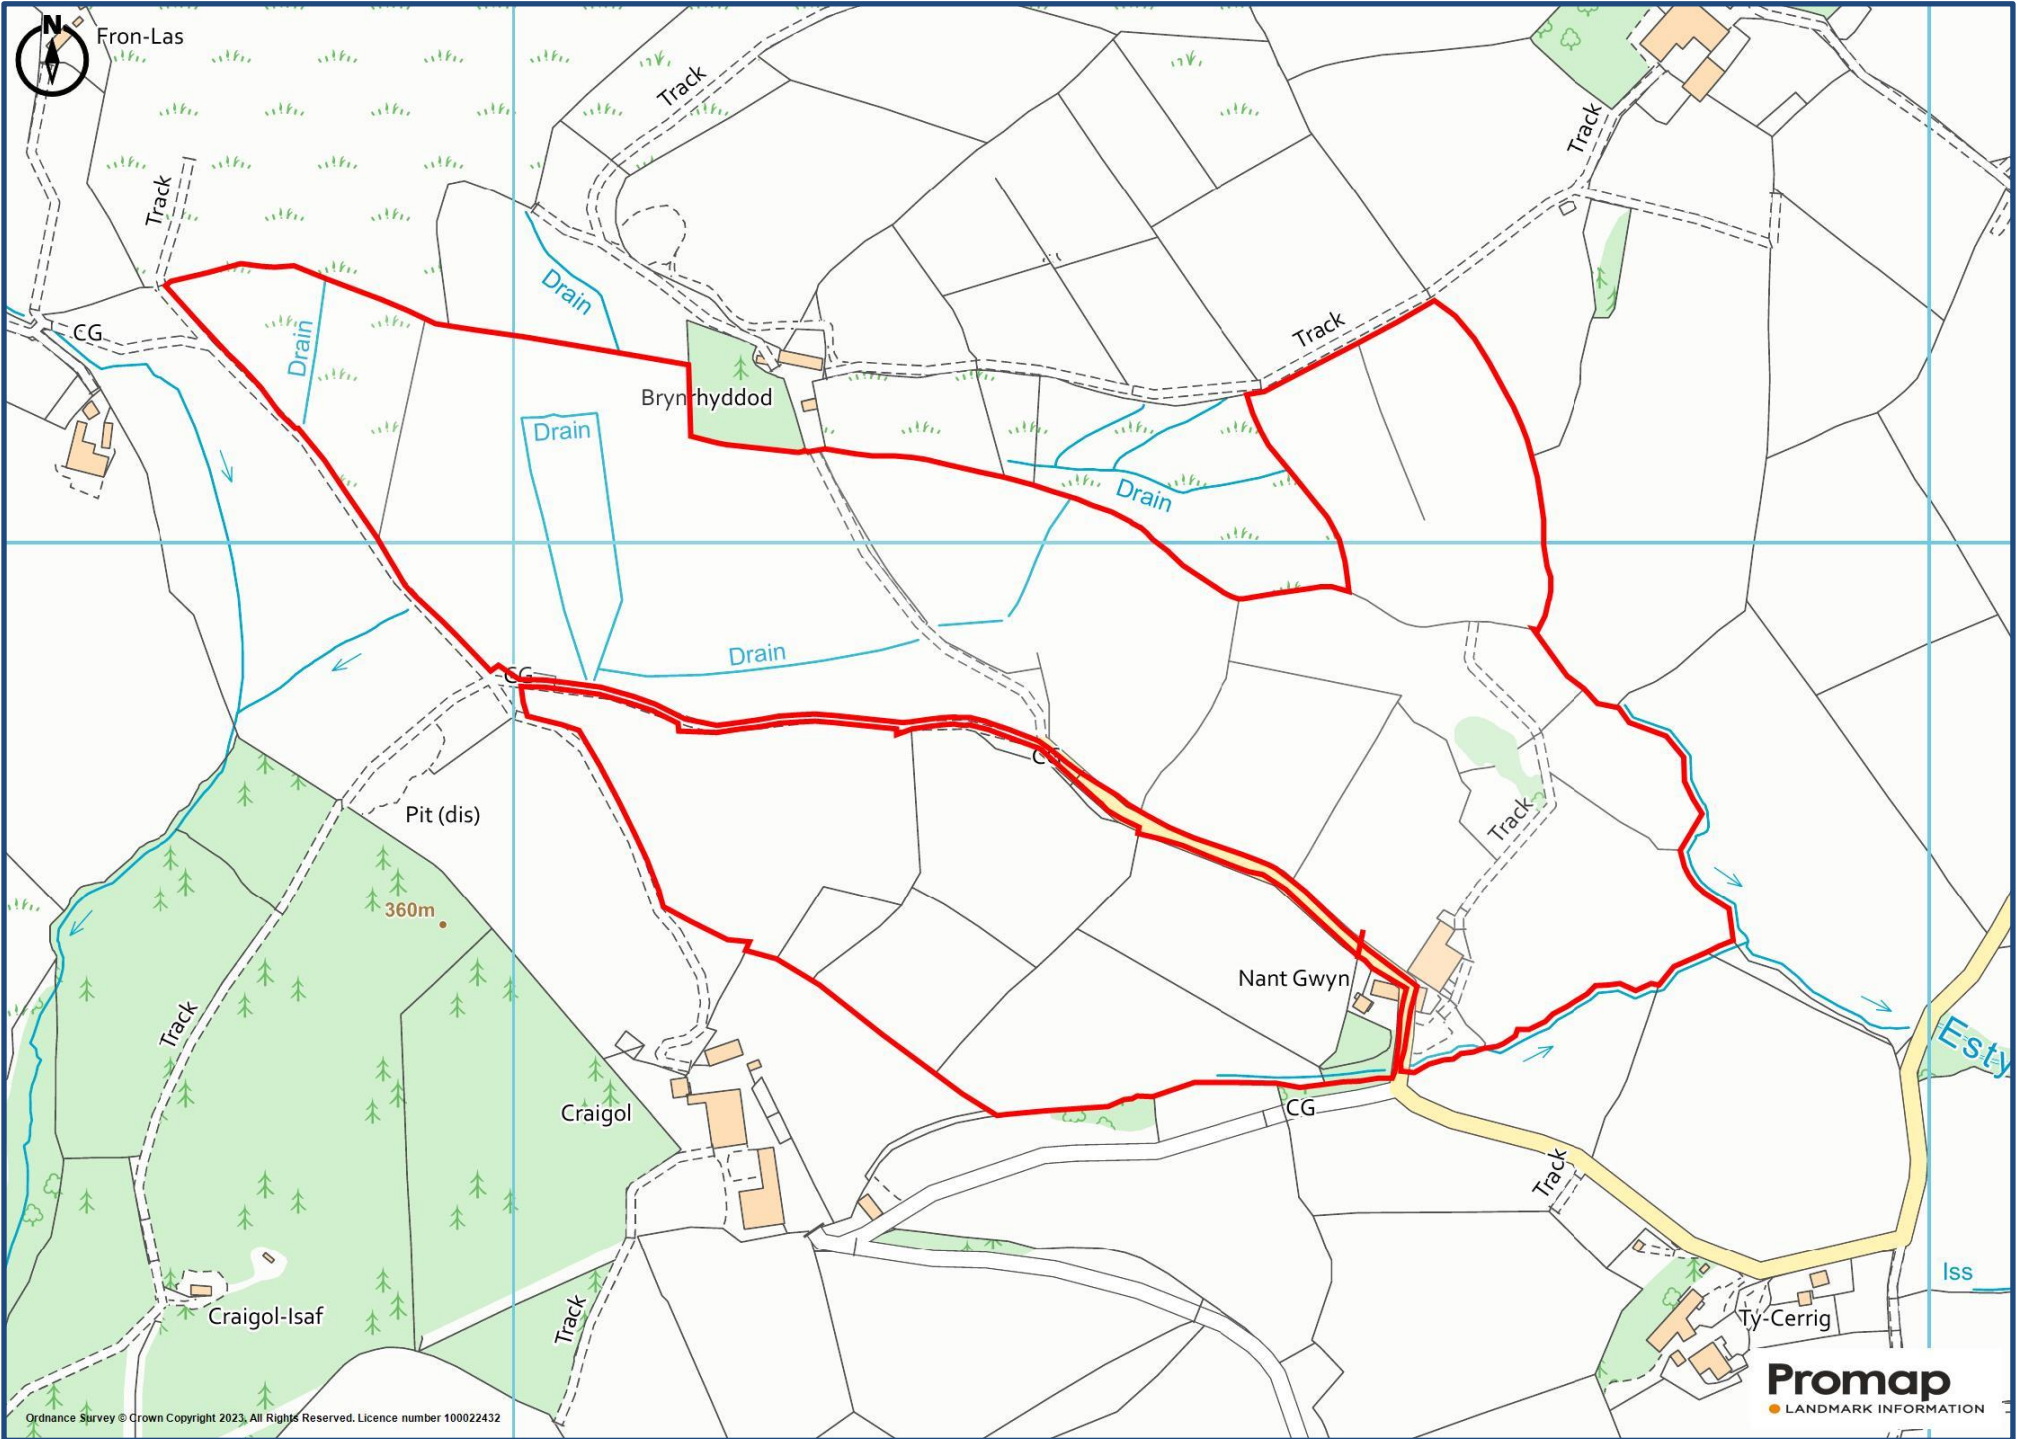 N
Fron-Las
Track
Track
Track
CG
Drain
Drain
Track
Brynrhyddod
Drain
Drain
Drain
CG
CG
Pit (dis)
Track
360m
Nant Gwyn
Track
Esty
Craigol
CG
Track
Craigol-Isaf
Track
Iss
Ty-Cerrig
Promap
LANDMARK INFORMATION
Ordnance Survey © Crown Copyright 2023. All Rights Reserved. Licence number 100022432